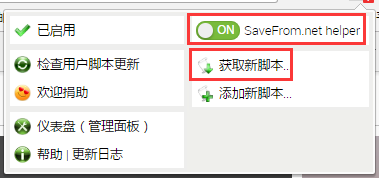 已启用
ON SaveFrom.net helper
检查用户脚本更新
获取新脚本...
欢迎捐助
添加新脚本...
仪表盘（管理面板）
帮助 | 更新日志